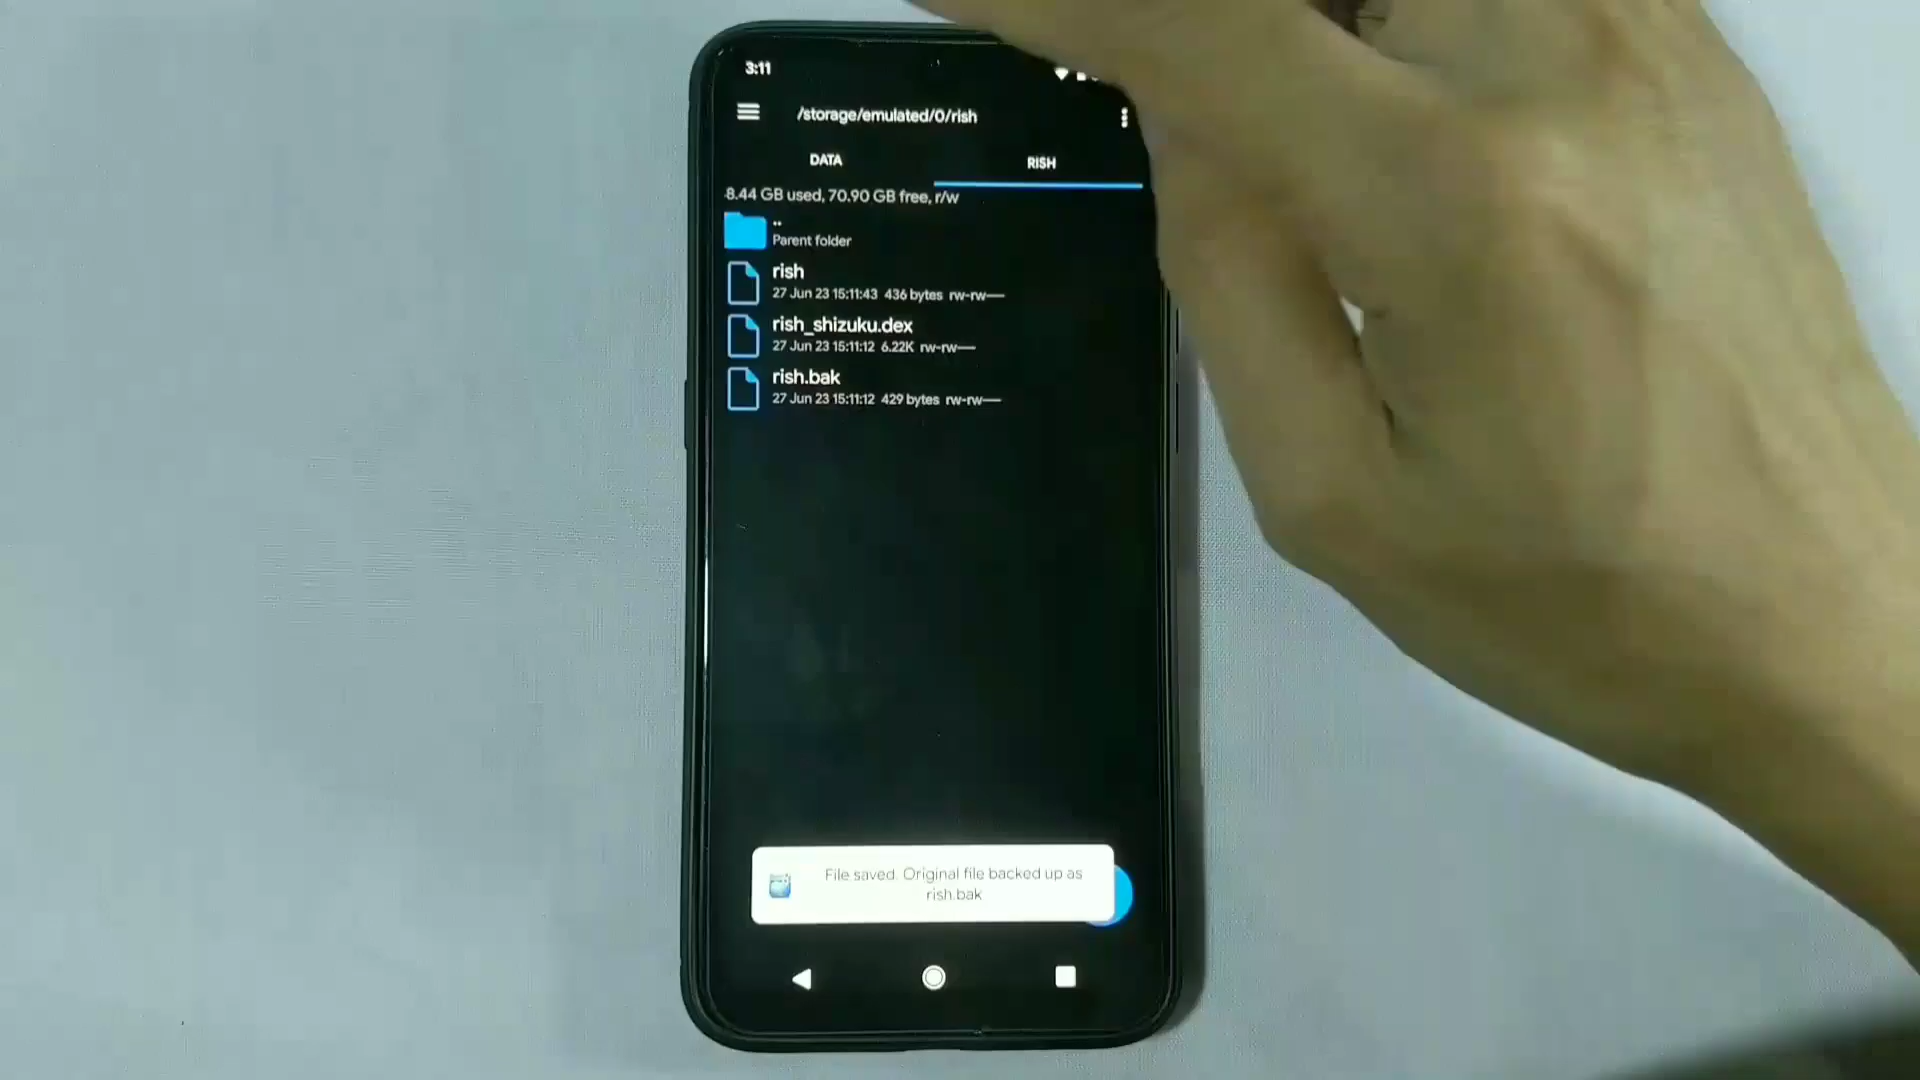 3:11
/storage/emulated/0/rish
DATA
RISH
8.44 GB used, 70.90 GB free, r/w
..
Parent folder
rish
27 Jun 23 15:11:43 436 bytes rw-rw----
rish_shizuku.dex
27 Jun 23 15:11:12 6.22K rw-rw----
rish.bak
27 Jun 23 15:11:12 429 bytes rw-rw----
File saved. Original file backed up as
rish.bak